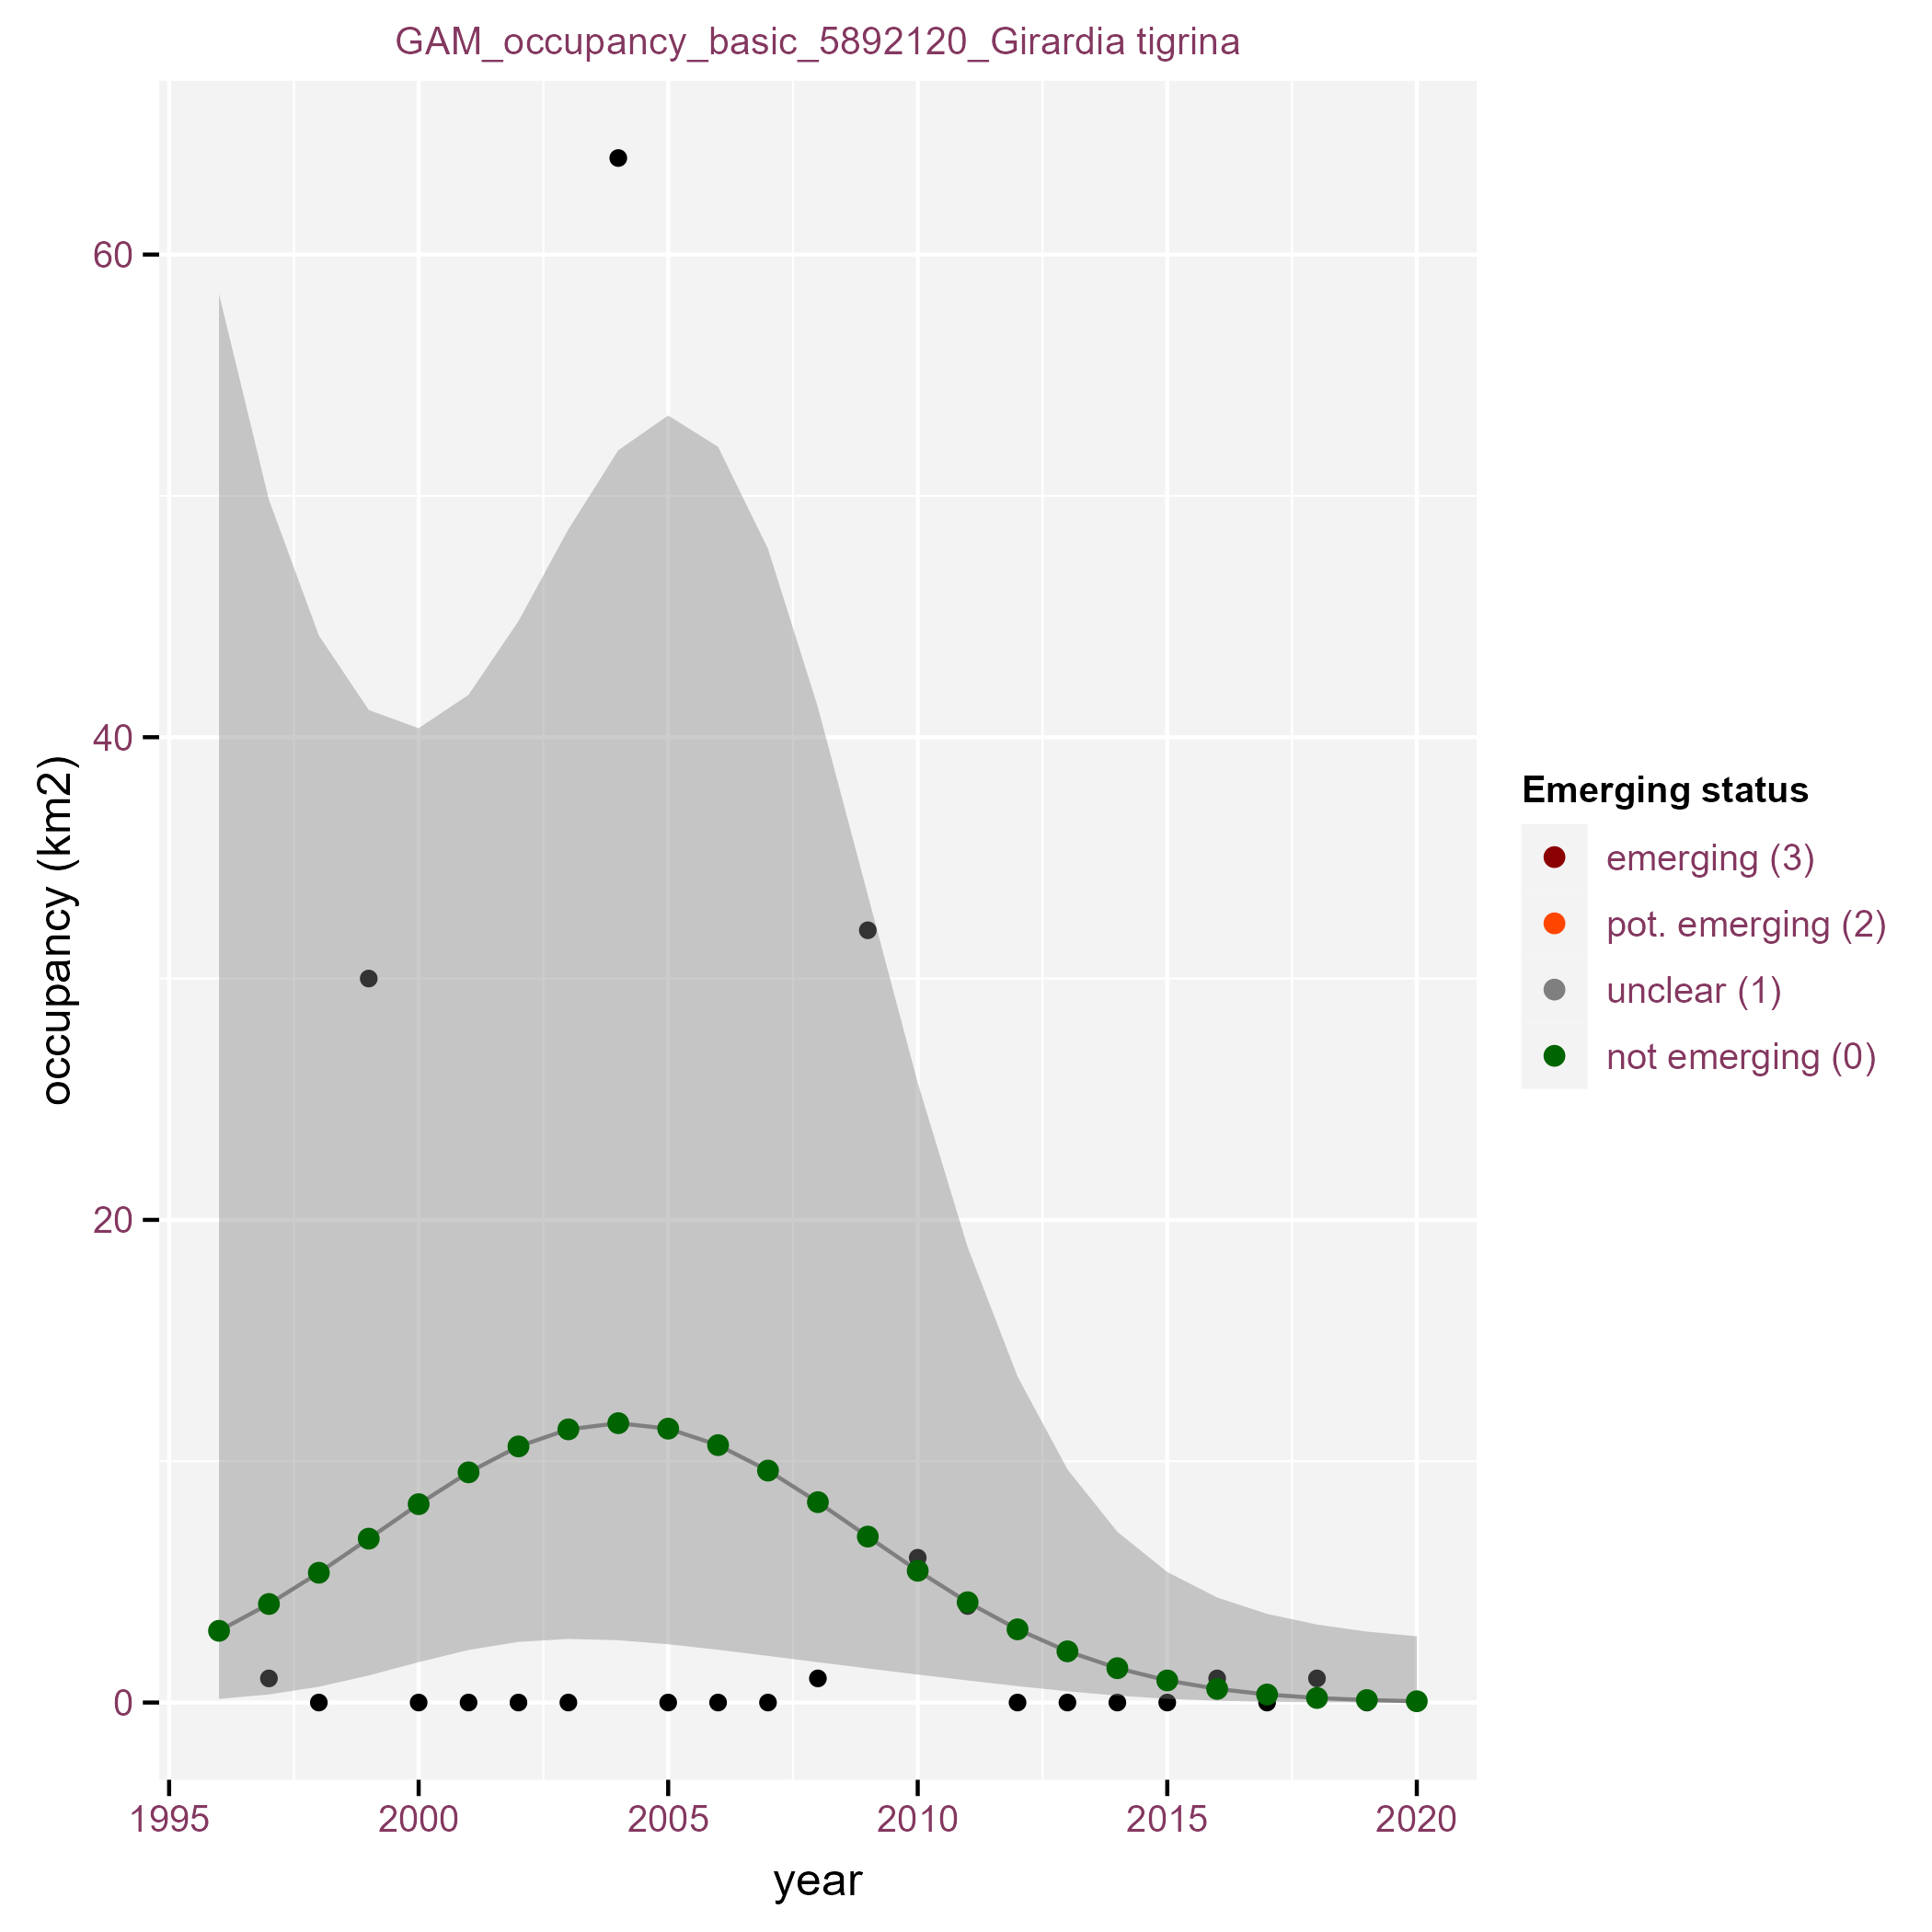 GAM_occupancy_basic_5892120_Girardia tigrina
60
40
20
0
occupancy (km2)
1995
2000
2005
2010
2015
2020
year
Emerging status
emerging (3)
pot. emerging (2)
unclear (1)
not emerging (0)